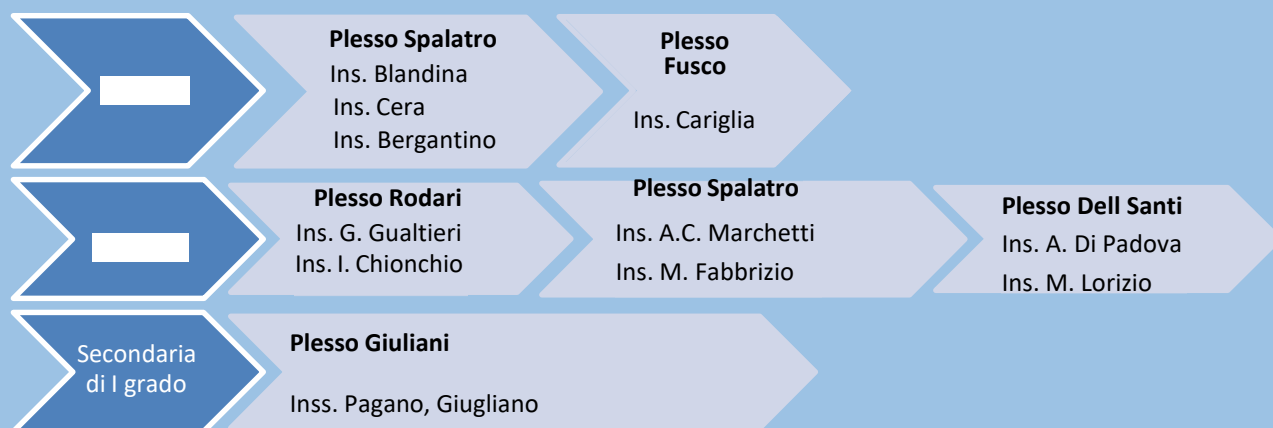 Plesso Spalatro
Ins. Blandina
Ins. Cera
Ins. Bergantino
Plesso
Fusco
Ins. Cariglia
Plesso Rodari
Ins. G. Gualtieri
Ins. I. Chionchio
Plesso Spalatro
Ins. A.C. Marchetti
Ins. M. Fabbrizio
Plesso Dell Santi
Ins. A. Di Padova
Ins. M. Lorizio
Secondaria
di I grado
Plesso Giuliani
Inss. Pagano, Giugliano